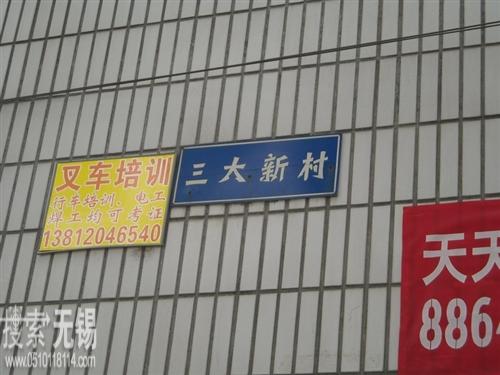 叉车培训
行车培训、电工
焊工均可考证
13812046540
三大新村
天天
886
搜索无锡
www.0510118114.com